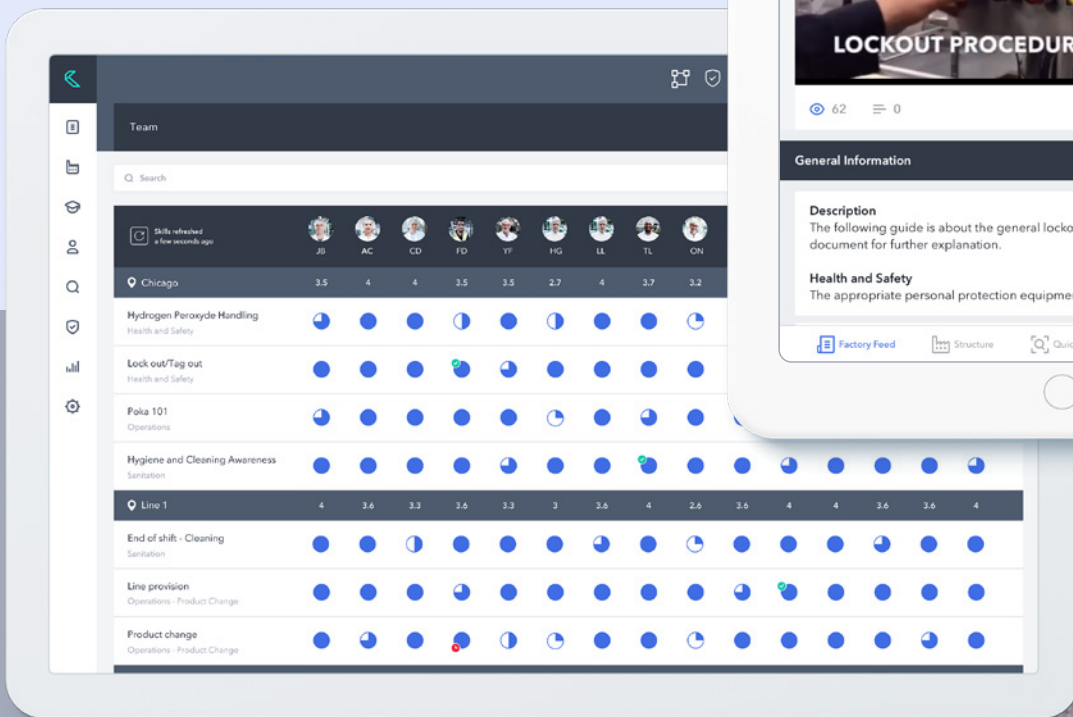 LOCKOUT PROCEDUR
62 0
General Information
Description
The following guide is about the general locko
document for further explanation.
Health and Safety
The appropriate personal protection equipmen
Factory Feed Structure Quic
Team
Search
Skills refreshed
a few seconds ago
JB AC CD FD YF HG LL TL ON
Chicago 3.5 4 4 3.5 3.5 2.7 4 3.7 3.2
Hydrogen Peroxyde Handling
Health and Safety
Lock out/Tag out
Health and Safety
Poka 101
Operations
Hygiene and Cleaning Awareness
Sanitation
Line 1 4 3.6 3.3 3.6 3.3 3 3.6 4 2.6 3.6 4 4 3.6 3.6 4
End of shift - Cleaning
Sanitation
Line provision
Operations - Product Change
Product change
Operations - Product Change